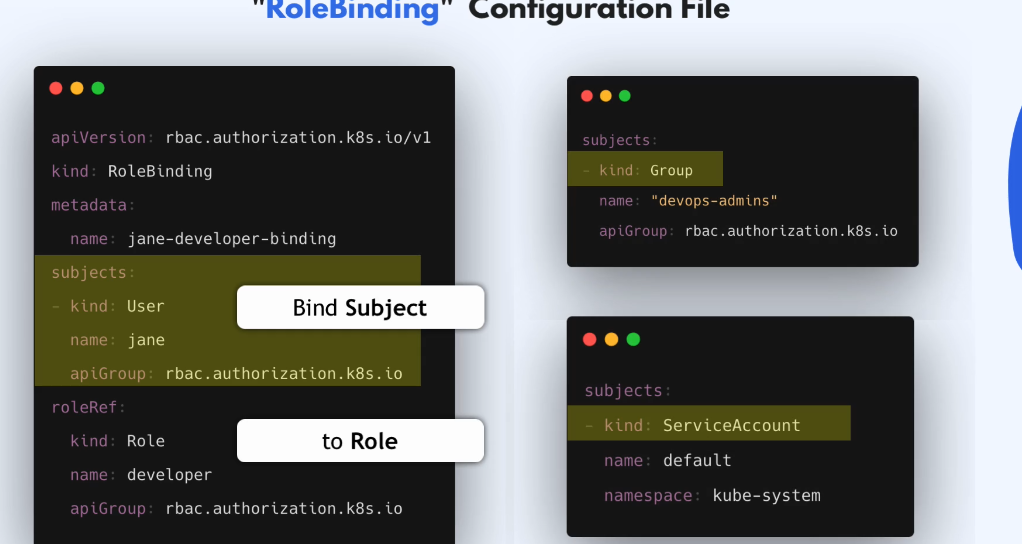 "RoleBinding" Configuration File
apiVersion: rbac.authorization.k8s.io/v1
kind: RoleBinding
metadata:
  name: jane-developer-binding
subjects:
- kind: User
  name: jane
  apiGroup: rbac.authorization.k8s.io
roleRef:
  kind: Role
  name: developer
  apiGroup: rbac.authorization.k8s.io
Bind Subject
to Role
subjects:
- kind: Group
  name: "devops-admins"
  apiGroup: rbac.authorization.k8s.io
subjects:
- kind: ServiceAccount
  name: default
  namespace: kube-system